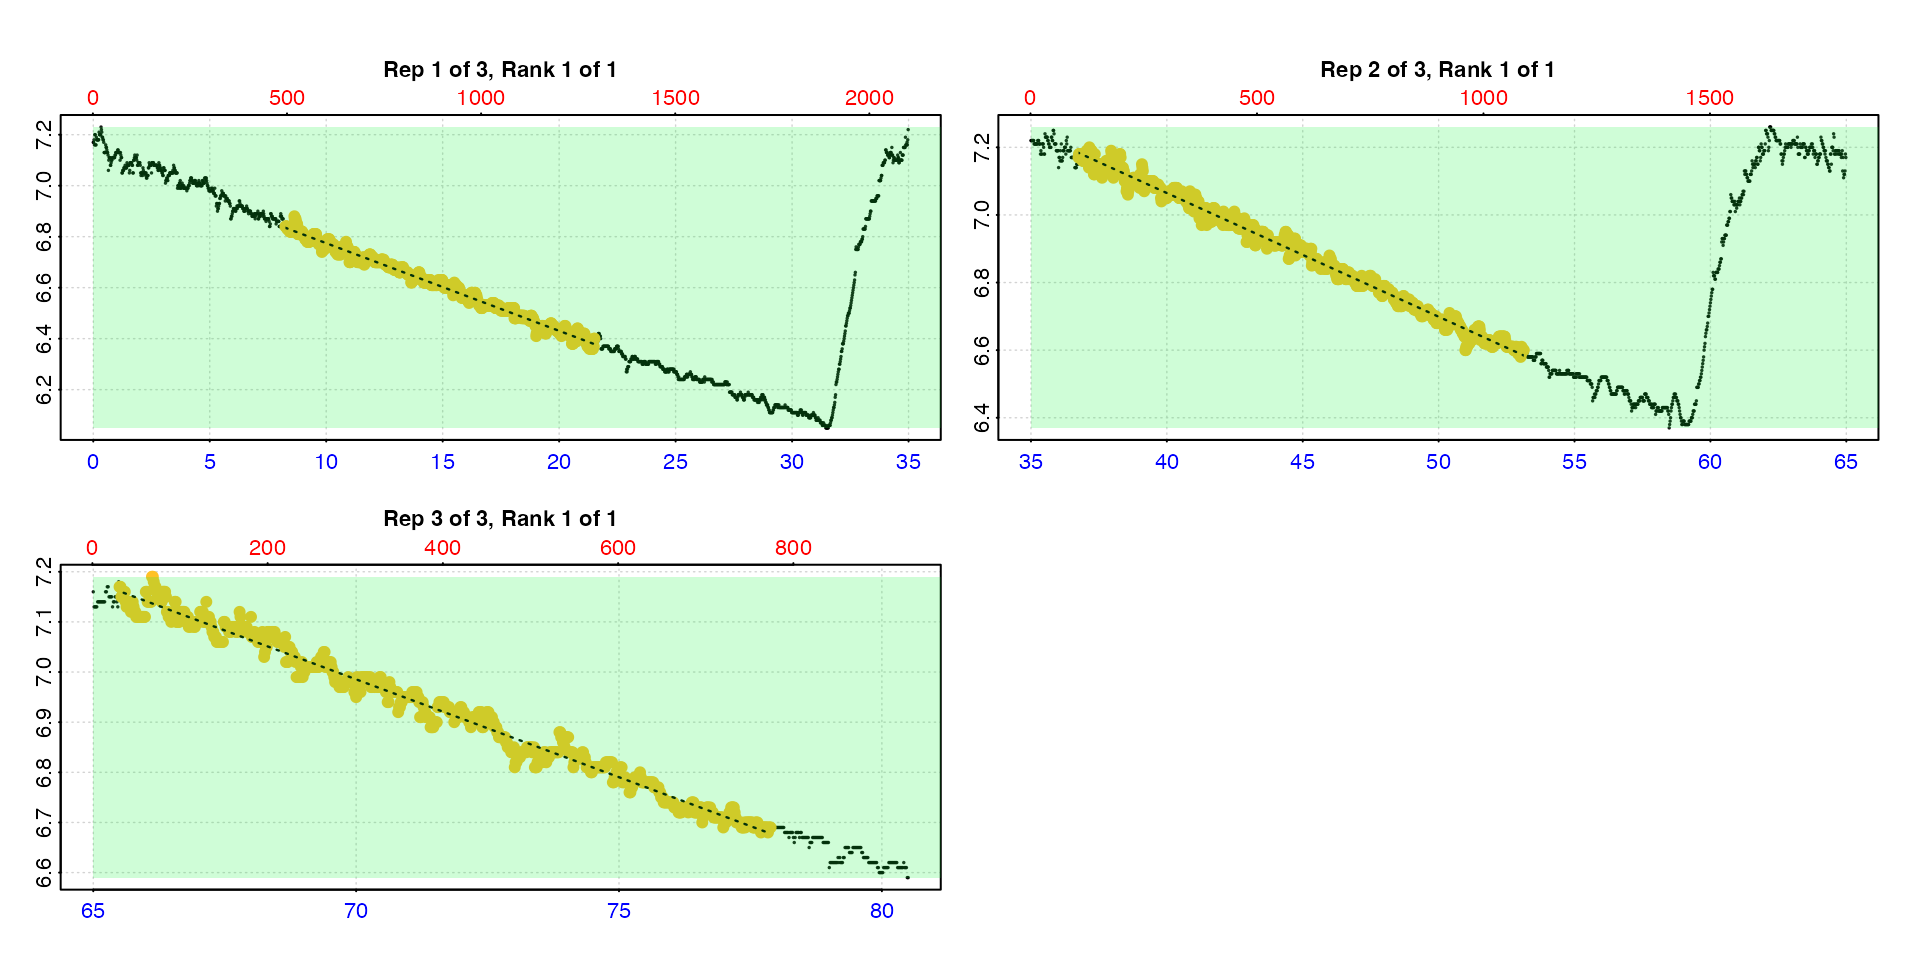 Rep 1 of 3, Rank 1 of 1
0 500 1000 1500 2000
7.2
7.0
6.8
6.6
6.4
6.2
0 5 10 15 20 25 30 35
Rep 2 of 3, Rank 1 of 1
0 500 1000 1500
7.2
7.0
6.8
6.6
6.4
35 40 45 50 55 60 65
Rep 3 of 3, Rank 1 of 1
0 200 400 600 800
7.2
7.1
7.0
6.9
6.8
6.7
6.6
65 70 75 80